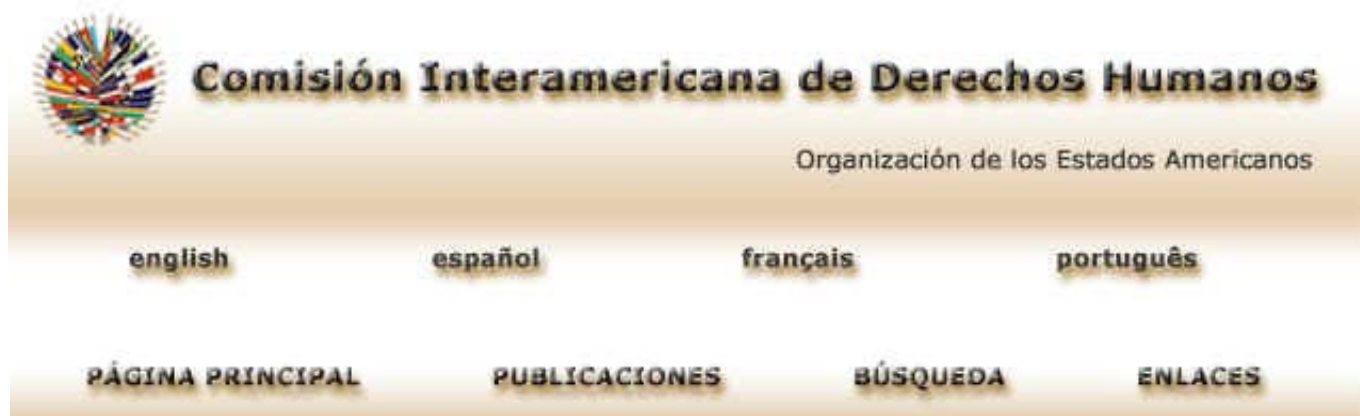 Comisión Interamericana de Derechos Humanos
Organización de los Estados Americanos
english español français português
PÁGINA PRINCIPAL PUBLICACIONES BÚSQUEDA ENLACES